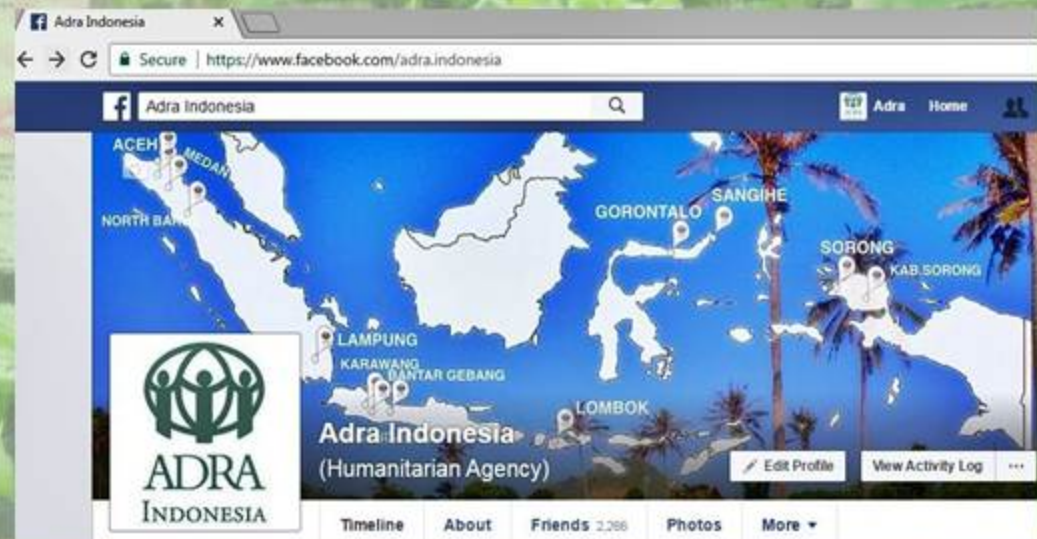 Adra Indonesia
Secure | https://www.facebook.com/adra.indonesia
Adra Indonesia
Adra Home
ACEH
MEDAN
NORTH
GORONTALO
SANGIHE
SORONG
KAB.SORONG
LAMPUNG
KARAWANG
BANTAR GEBANG
LOMBOK
Adra Indonesia
(Humanitarian Agency)
Edit Profile
View Activity Log
ADRA
INDONESIA
Timeline About Friends 2,266 Photos More